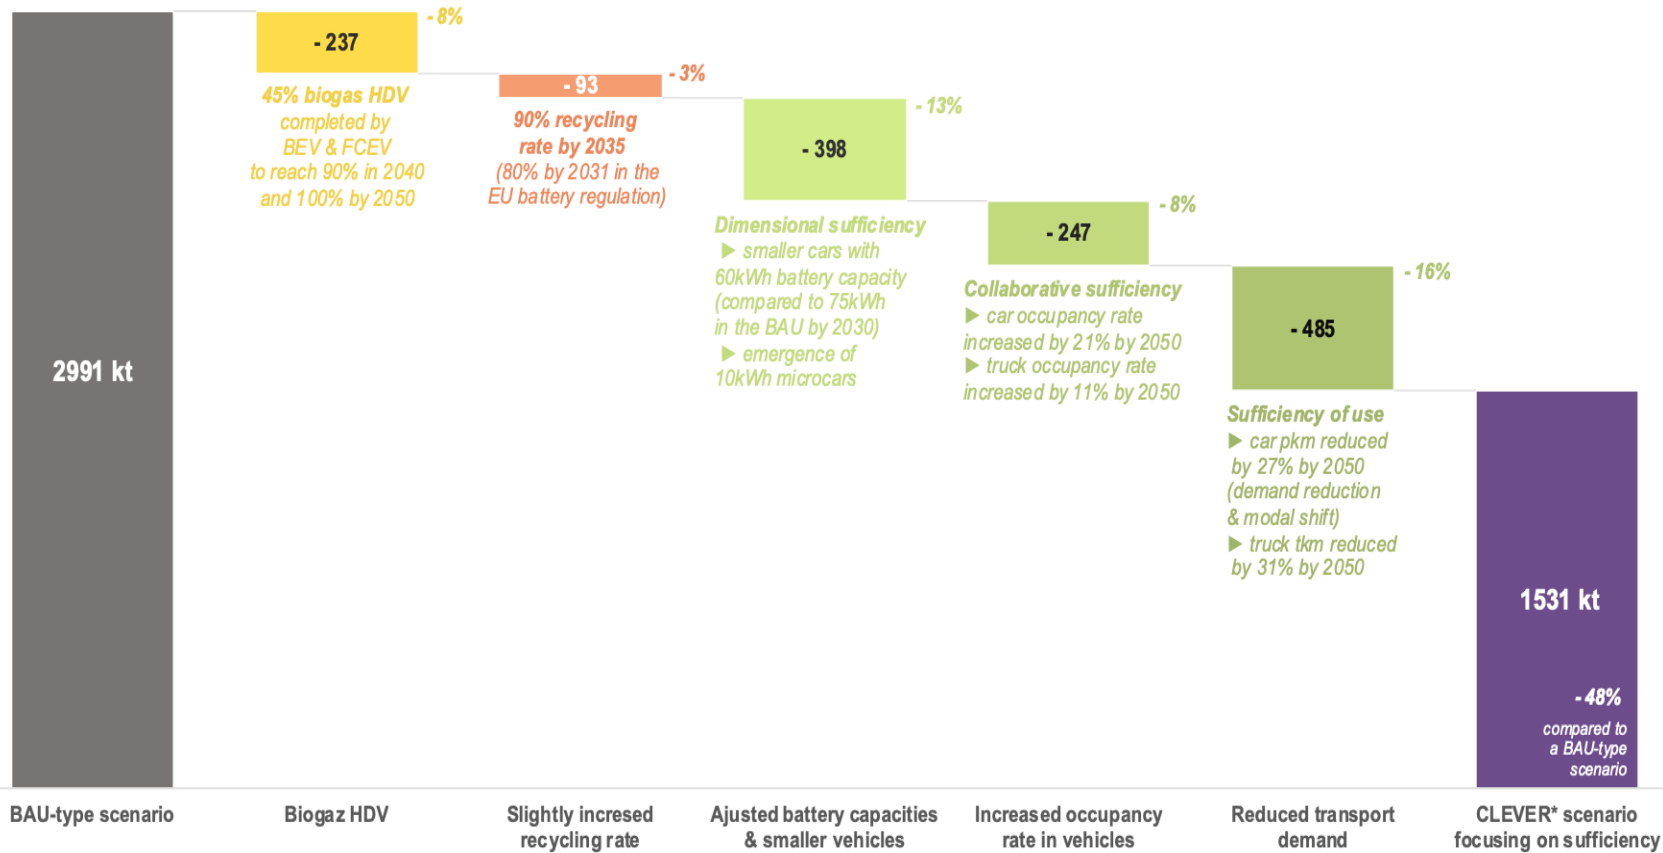 2991 kt
- 237
- 8%
45% biogas HDV
completed by
BEV & FCEV
to reach 90% in 2040
and 100% by 2050
- 93
- 3%
90% recycling
rate by 2035
(80% by 2031 in the
EU battery regulation)
- 398
- 13%
Dimensional sufficiency
▶ smaller cars with
60kWh battery capacity
(compared to 75kWh
in the BAU by 2030)
▶ emergence of
10kWh microcars
- 247
- 8%
Collaborative sufficiency
▶ car occupancy rate
increased by 21% by 2050
▶ truck occupancy rate
increased by 11% by 2050
- 485
- 16%
Sufficiency of use
▶ car pkm reduced
by 27% by 2050
(demand reduction
& modal shift)
▶ truck tkm reduced
by 31% by 2050
1531 kt
- 48%
compared to
a BAU-type
scenario
BAU-type scenario
Biogaz HDV
Slightly incresed
recycling rate
Ajusted battery capacities
& smaller vehicles
Increased occupancy
rate in vehicles
Reduced transport
demand
CLEVER* scenario
focusing on sufficiency